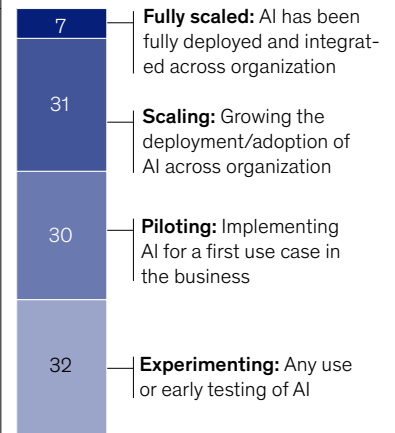 7
Fully scaled: AI has been
fully deployed and integrat-
ed across organization
31
Scaling: Growing the
deployment/adoption of
AI across organization
30
Piloting: Implementing
AI for a first use case in
the business
32
Experimenting: Any use
or early testing of AI